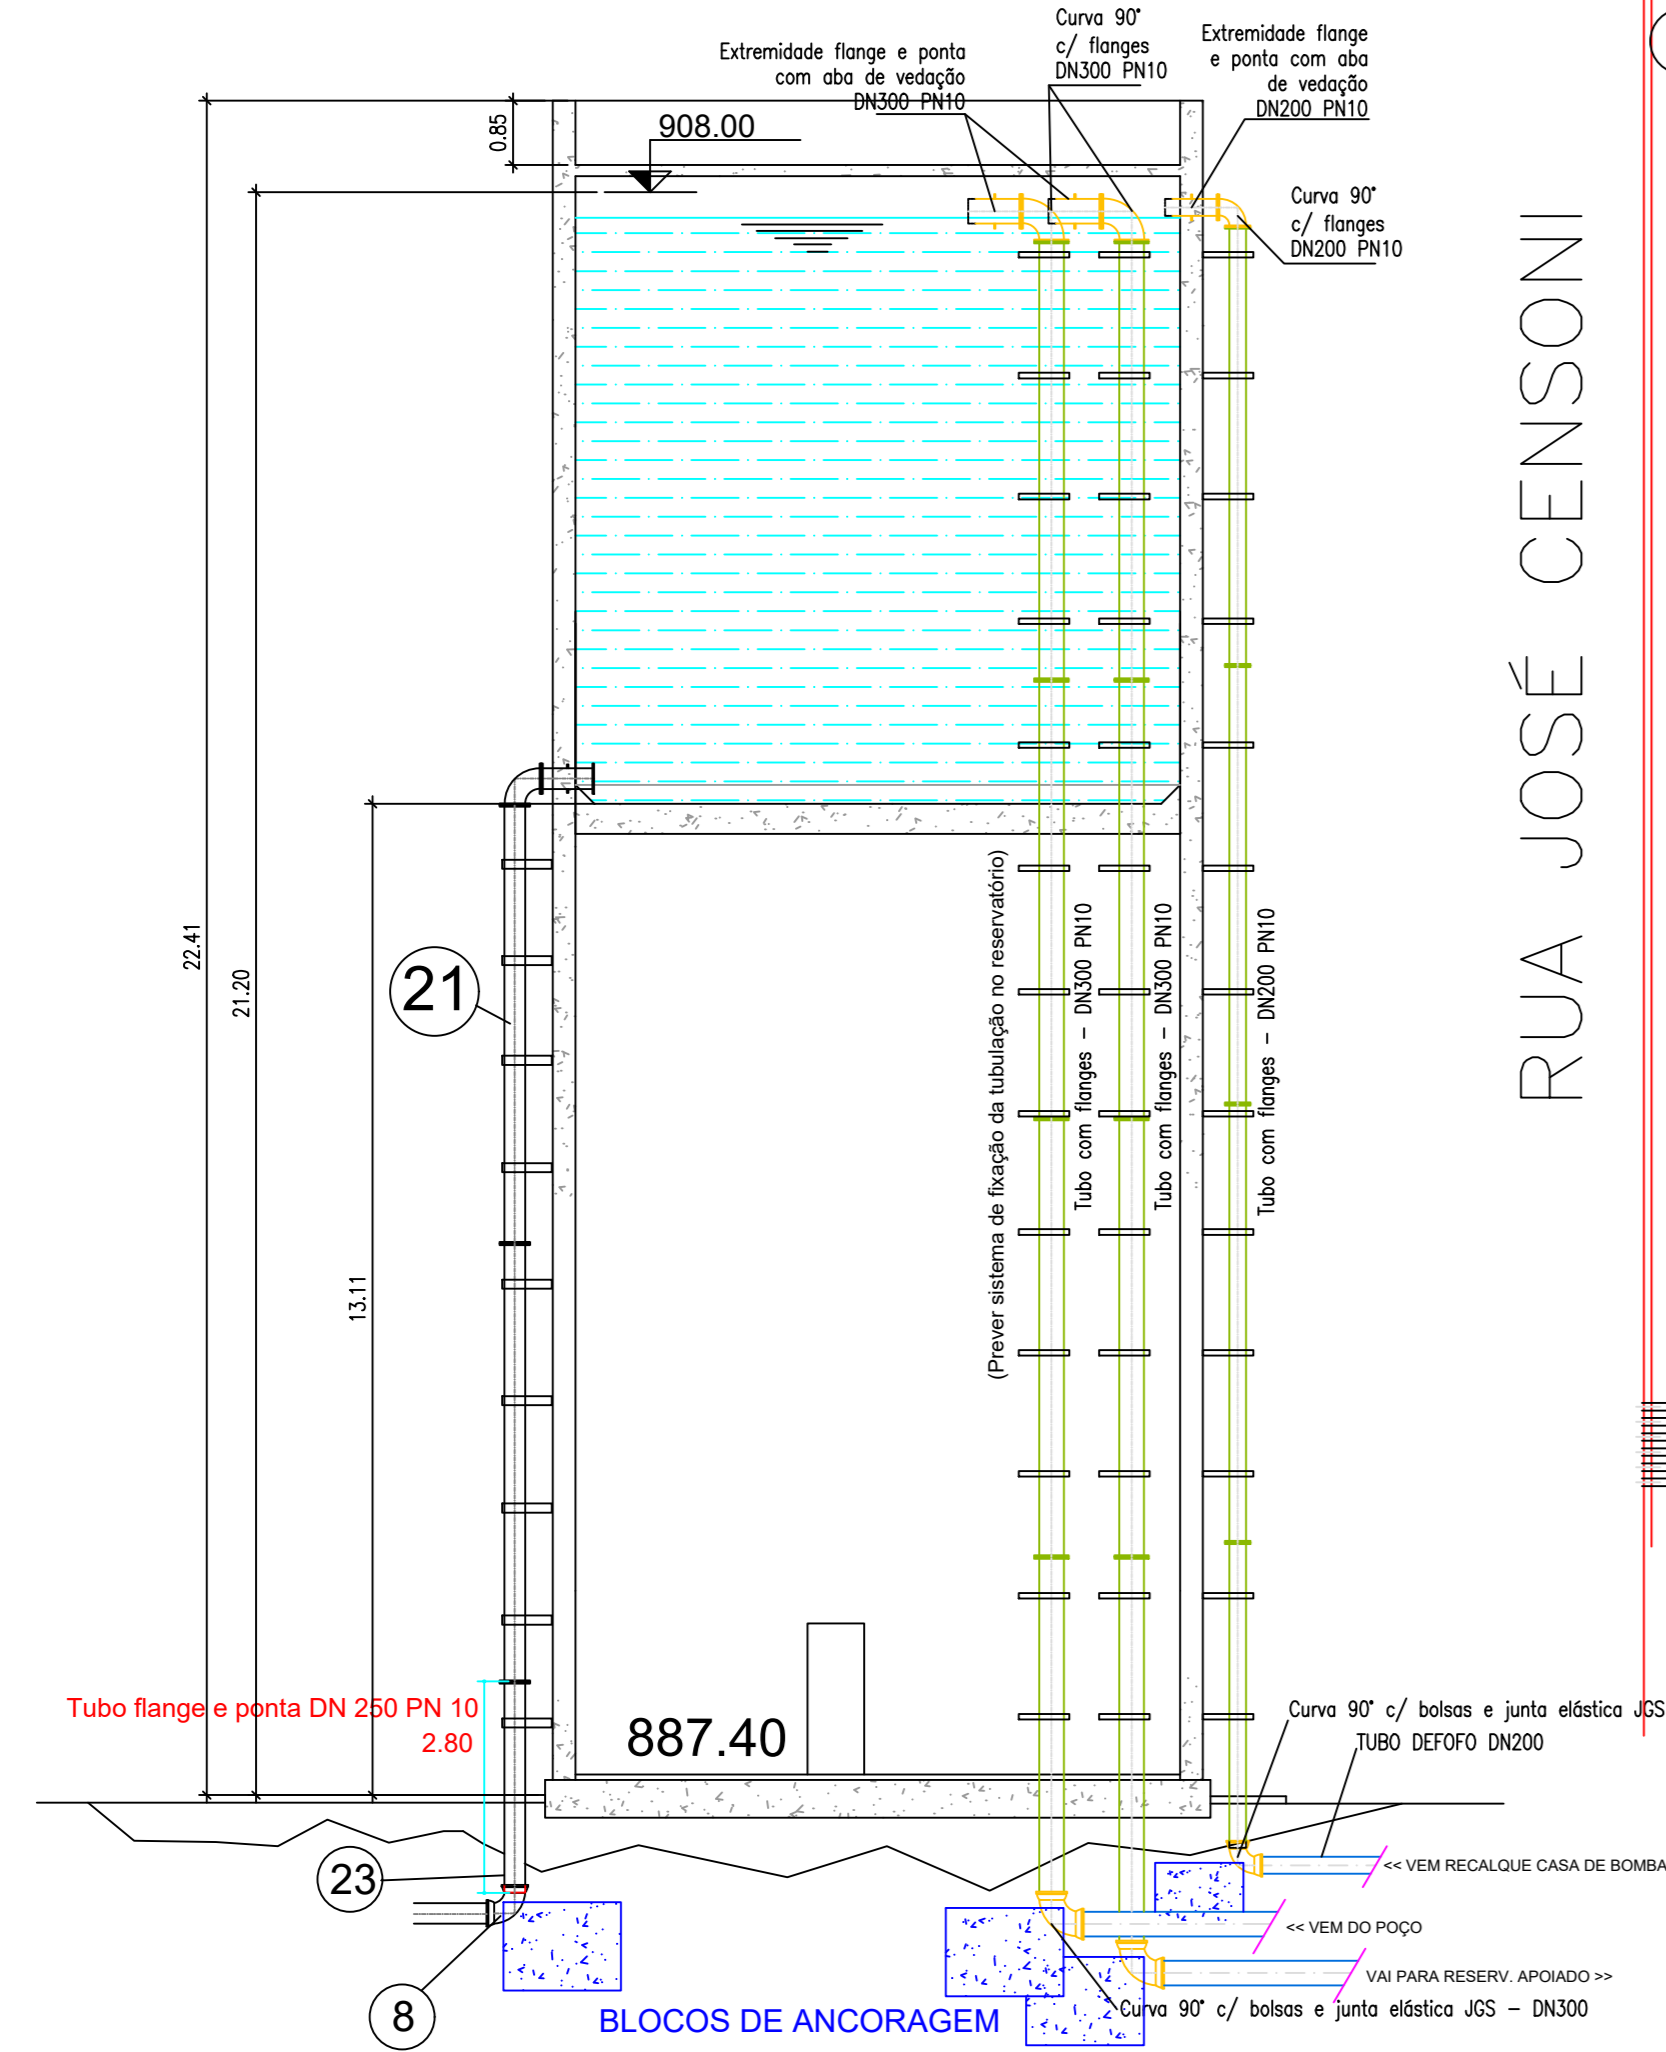 Extremidade flange e ponta
com aba de vedação
DN300 PN10
Curva 90°
c/ flanges
DN300 PN10
Extremidade flange
e ponta com aba
de vedação
DN200 PN10
0.85
908.00
Curva 90°
c/ flanges
DN200 PN10
RUA JOSÉ CENSONI
22.41
21.20
13.11
21
(Prever sistema de fixação da tubulação no reservatório)
Tubo com flanges - DN300 PN10
Tubo com flanges - DN300 PN10
Tubo com flanges - DN200 PN10
Tubo flange e ponta DN 250 PN 10
2.80
887.40
Curva 90° c/ bolsas e junta elástica JGS
TUBO DEFOFO DN200
23
<< VEM RECALQUE CASA DE BOMBA
<< VEM DO POÇO
VAI PARA RESERV. APOIADO >>
8
BLOCOS DE ANCORAGEM
Curva 90° c/ bolsas e junta elástica JGS - DN300